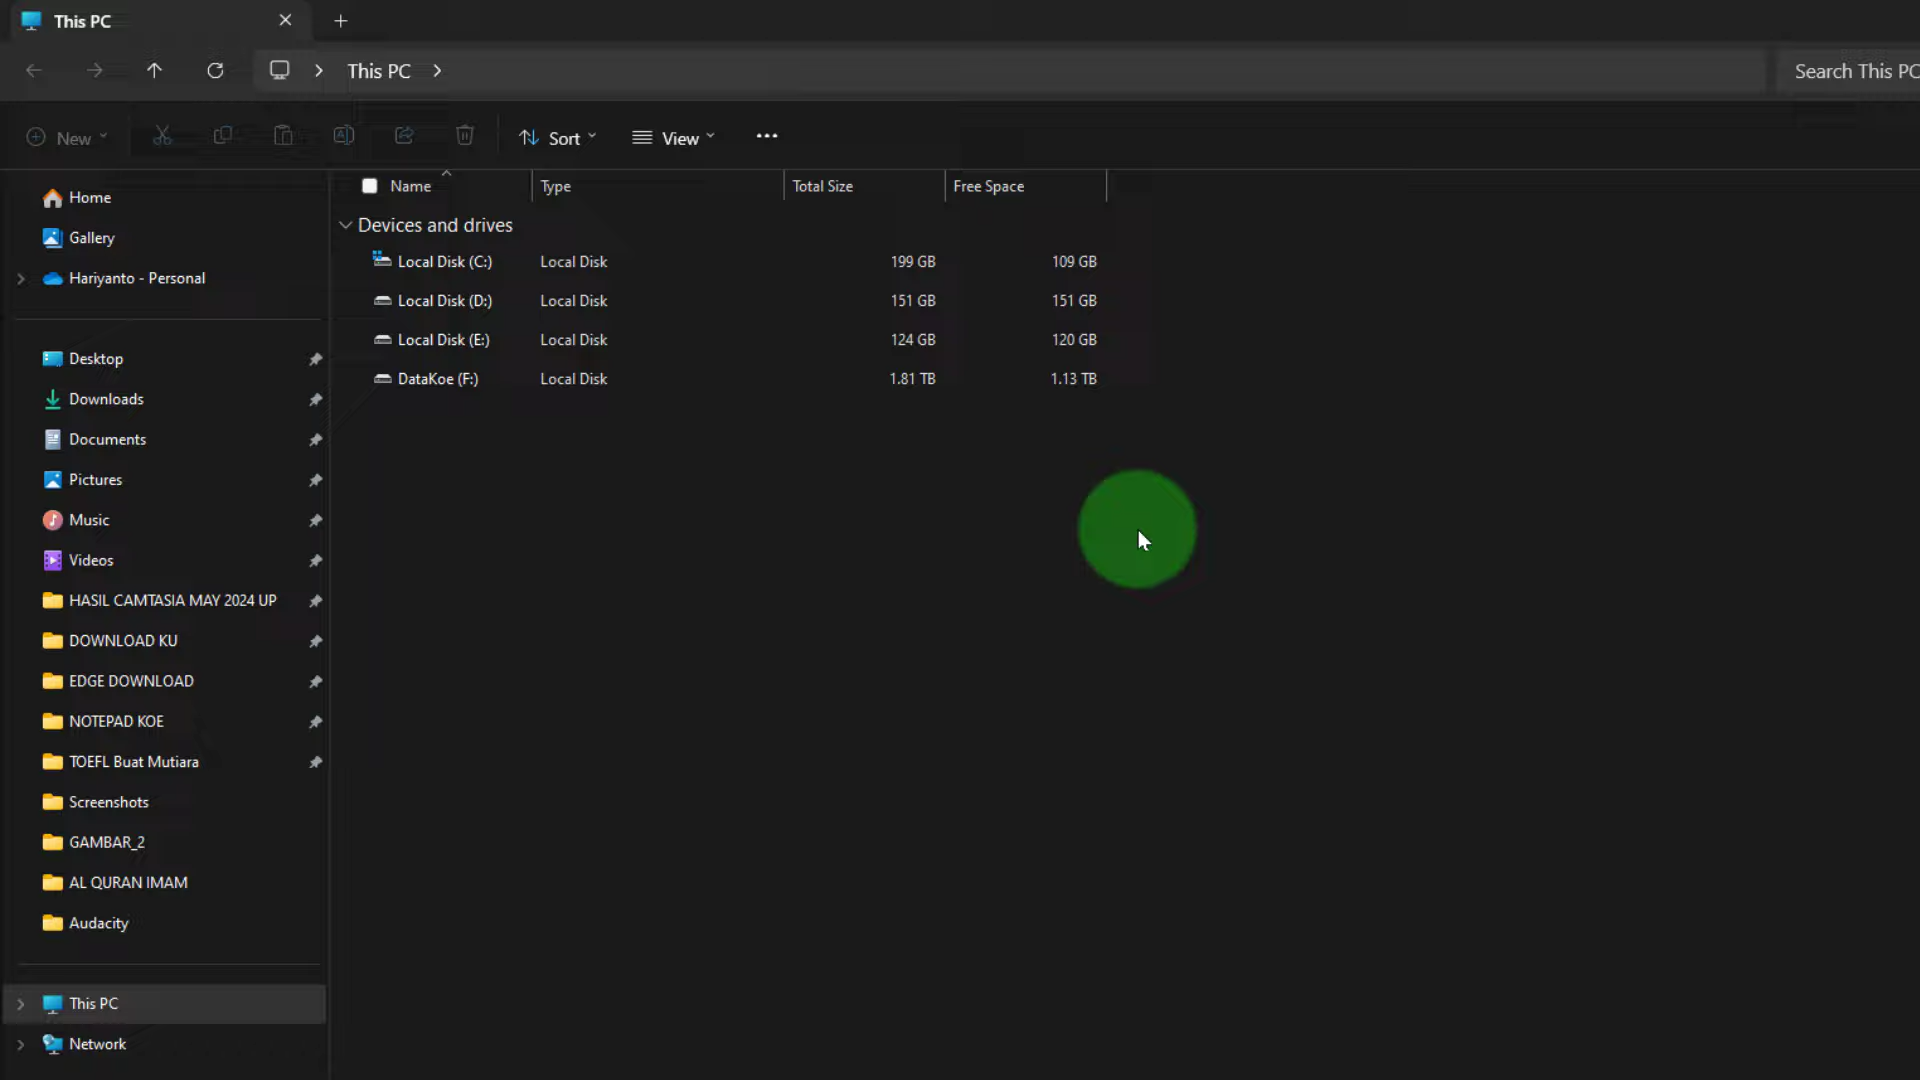 This PC
This PC
Search This PC
New
Sort
View
Name Type Total Size Free Space
Devices and drives
Local Disk (C:) Local Disk 199 GB 109 GB
Local Disk (D:) Local Disk 151 GB 151 GB
Local Disk (E:) Local Disk 124 GB 120 GB
DataKoe (F:) Local Disk 1.81 TB 1.13 TB
Home
Gallery
Hariyanto - Personal
Desktop
Downloads
Documents
Pictures
Music
Videos
HASIL CAMTASIA MAY 2024 UP
DOWNLOAD KU
EDGE DOWNLOAD
NOTEPAD KOE
TOEFL Buat Mutiara
Screenshots
GAMBAR_2
AL QURAN IMAM
Audacity
This PC
Network